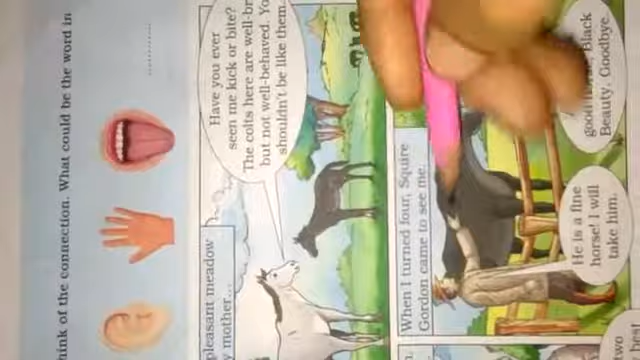 hink of the connection. What could be the word in
Have you ever
seen me kick or bite?
The colts here are well-br
but not well-behaved. Yo
shouldn't be like them
pleasant meadow
y mother...
When I turned four, Squire
Gordon came to see me.
He is a fine
horse! I will
take him.
good Black
Beauty. Goodbye.
two